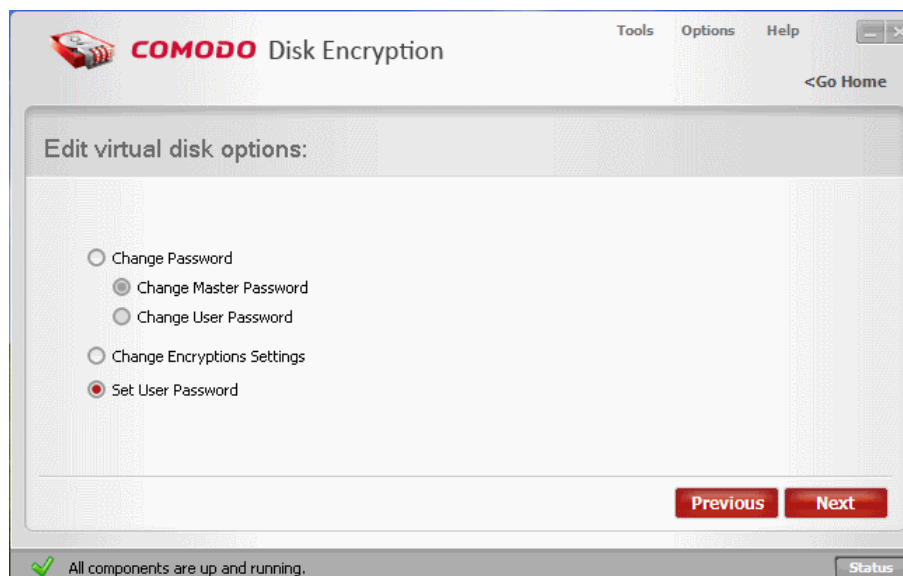 COMODO Disk Encryption
Tools Options Help
<Go Home
Edit virtual disk options:
Change Password
Change Master Password
Change User Password
Change Encryptions Settings
Set User Password
Previous Next
All components are up and running.
Status